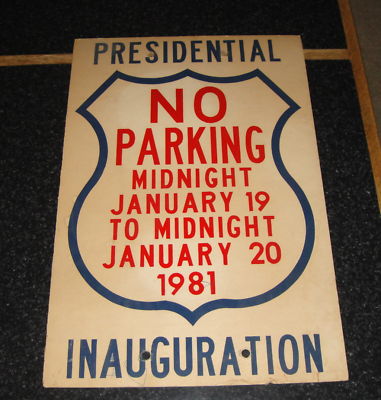 PRESIDENTIAL
NO
PARKING
MIDNIGHT
JANUARY 19
TO MIDNIGHT
JANUARY 20
1981
INAUGURATION